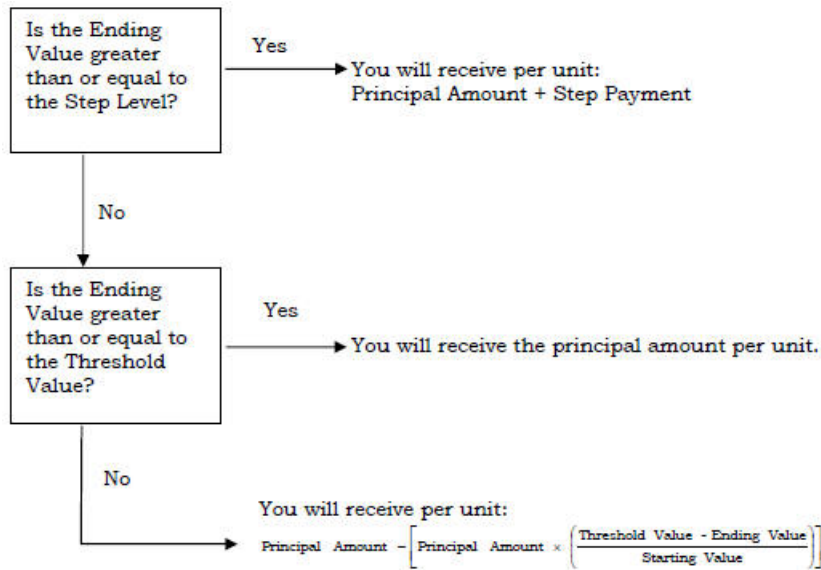 Is the Ending
Value greater
than or equal to
the Step Level?
Yes
You will receive per unit:
Principal Amount + Step Payment
No
Is the Ending
Value greater
than or equal to
the Threshold
Value?
Yes
You will receive the principal amount per unit.
No
You will receive per unit:
Principal Amount − [Principal Amount × (Threshold Value - Ending Value / Starting Value)]